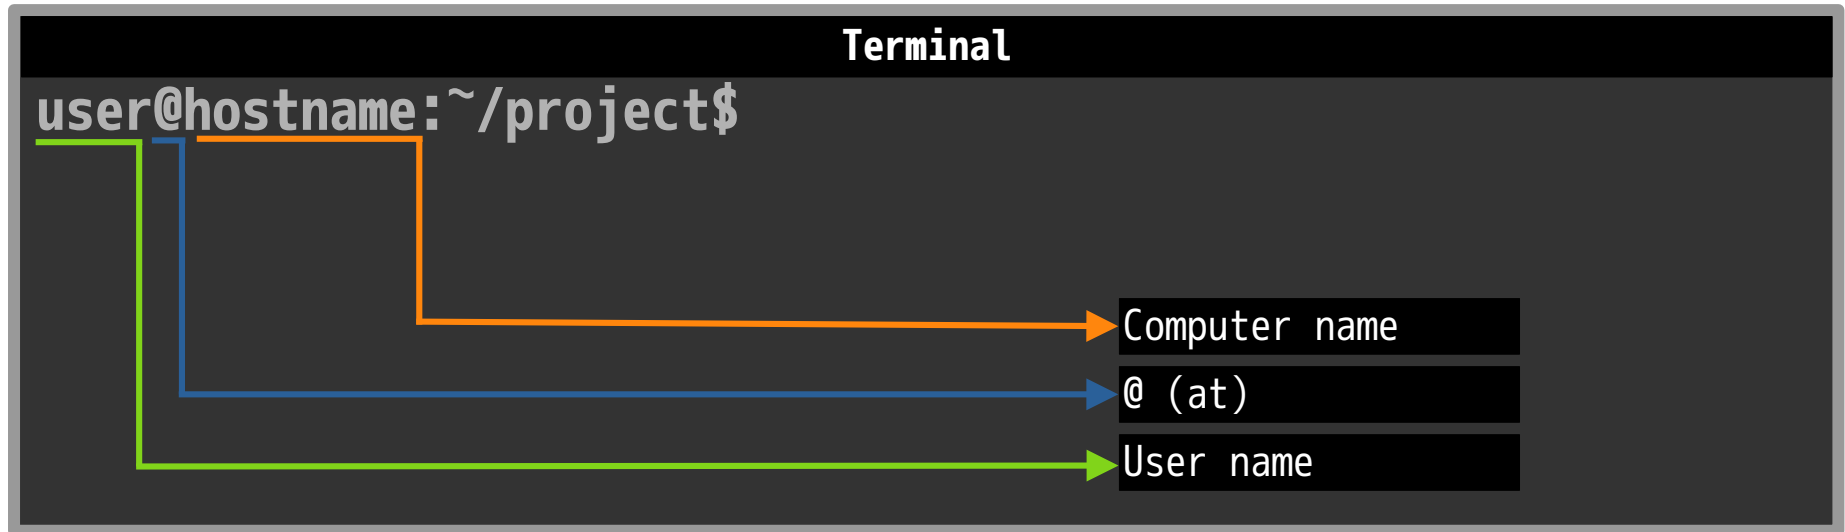 Terminal
user@hostname:~/project$
Computer name
@ (at)
User name